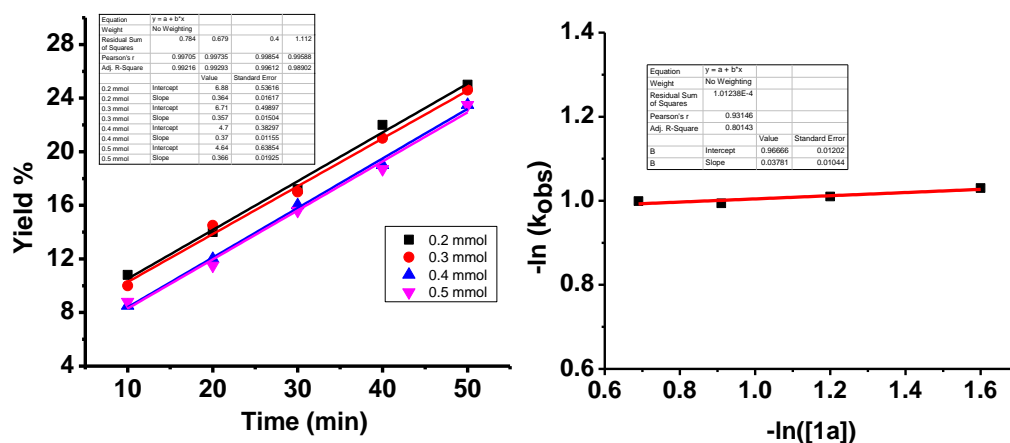 Equation y = a + b*x
Weight No Weighting
Residual Sum of Squares 0.784 0.679 0.4 1.112
Pearson's r 0.99705 0.99735 0.99854 0.99588
Adj. R-Square 0.99216 0.99293 0.99612 0.98902
Value Standard Error
0.2 mmol Intercept 6.88 0.53616
0.2 mmol Slope 0.364 0.01617
0.3 mmol Intercept 6.71 0.49897
0.3 mmol Slope 0.357 0.01504
0.4 mmol Intercept 4.7 0.38297
0.4 mmol Slope 0.37 0.01155
0.5 mmol Intercept 4.64 0.63854
0.5 mmol Slope 0.366 0.01925
28
24
20
16
12
8
4
Yield %
0.2 mmol
0.3 mmol
0.4 mmol
0.5 mmol
10 20 30 40 50
Time (min)
Equation y = a + b*x
Weight No Weighting
Residual Sum of Squares 1.01238E-4
Pearson's r 0.93146
Adj. R-Square 0.80143
Value Standard Error
B Intercept 0.96666 0.01202
B Slope 0.03781 0.01044
1.4
1.2
1.0
0.8
0.6
-ln (kobs)
0.6 0.8 1.0 1.2 1.4 1.6
-ln([1a])